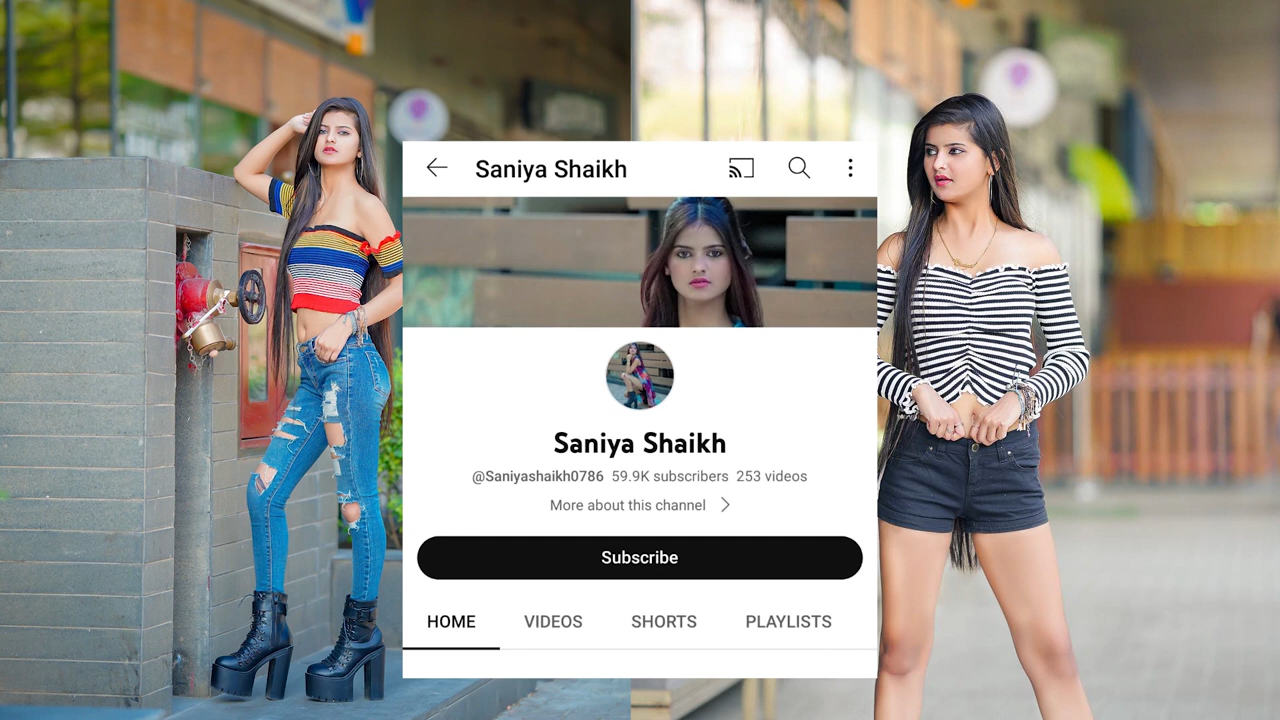 Saniya Shaikh
Saniya Shaikh
@Saniyashaikh0786 59.9K subscribers 253 videos
More about this channel
Subscribe
HOME VIDEOS SHORTS PLAYLISTS